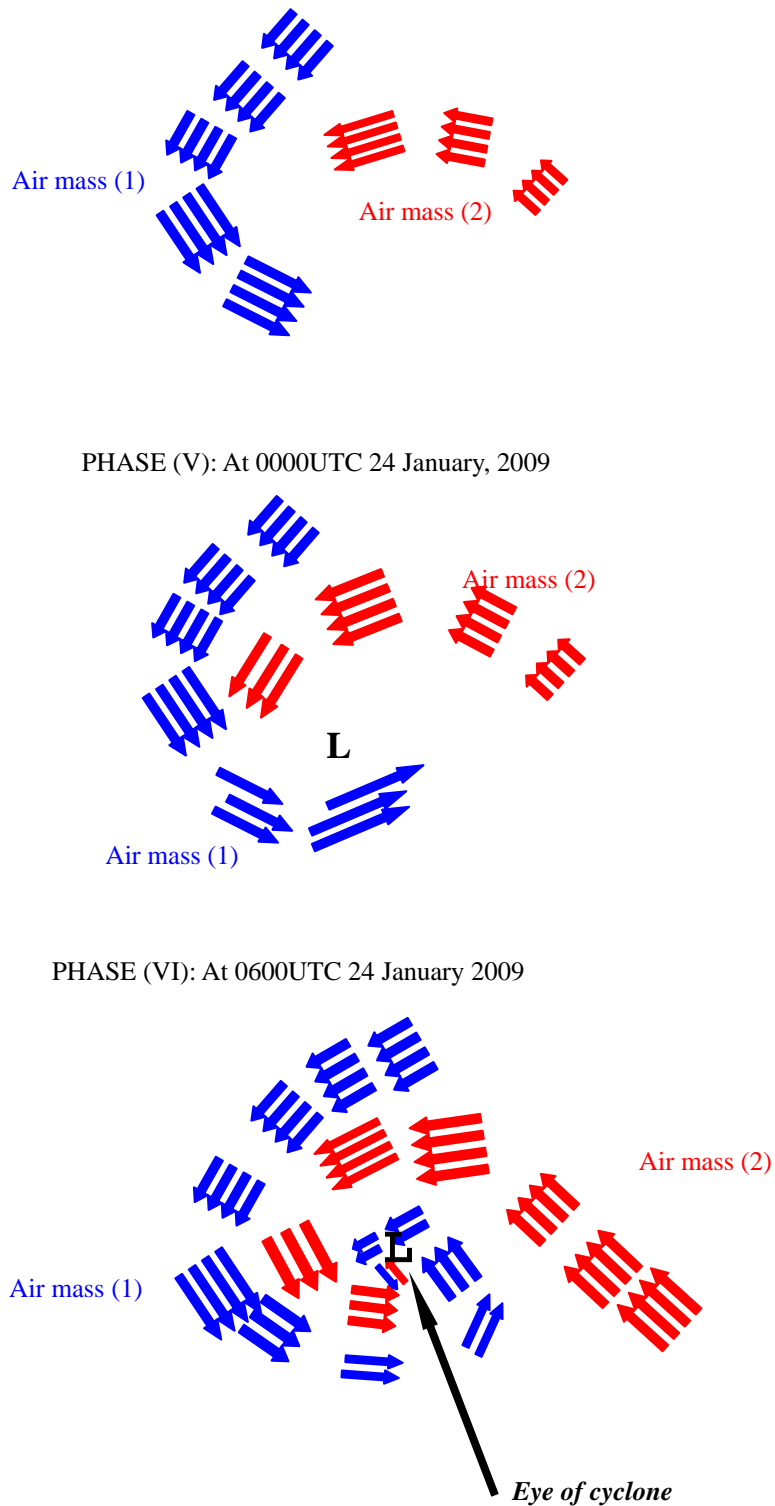 Air mass (1)
Air mass (2)
PHASE (V): At 0000UTC 24 January, 2009
Air mass (2)
L
Air mass (1)
PHASE (VI): At 0600UTC 24 January 2009
Air mass (2)
L
Air mass (1)
Eye of cyclone